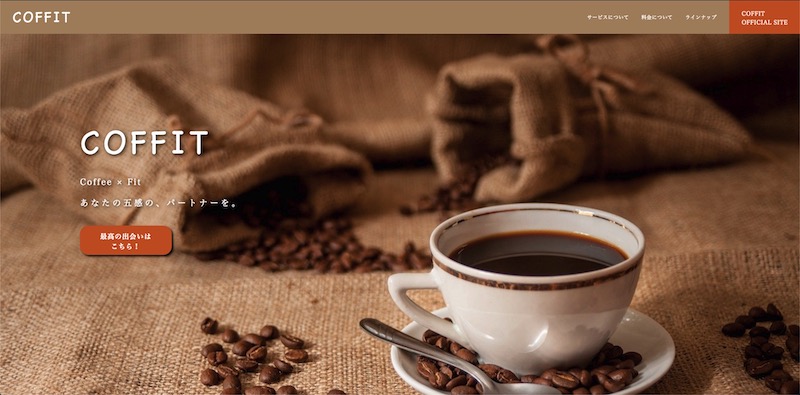 COFFIT
サービスについて
料金について
ラインナップ
COFFIT
OFFICIAL SITE
COFFIT
Coffee × Fit
あなたの五感の、パートナーを。
最高の出会いは
こちら！